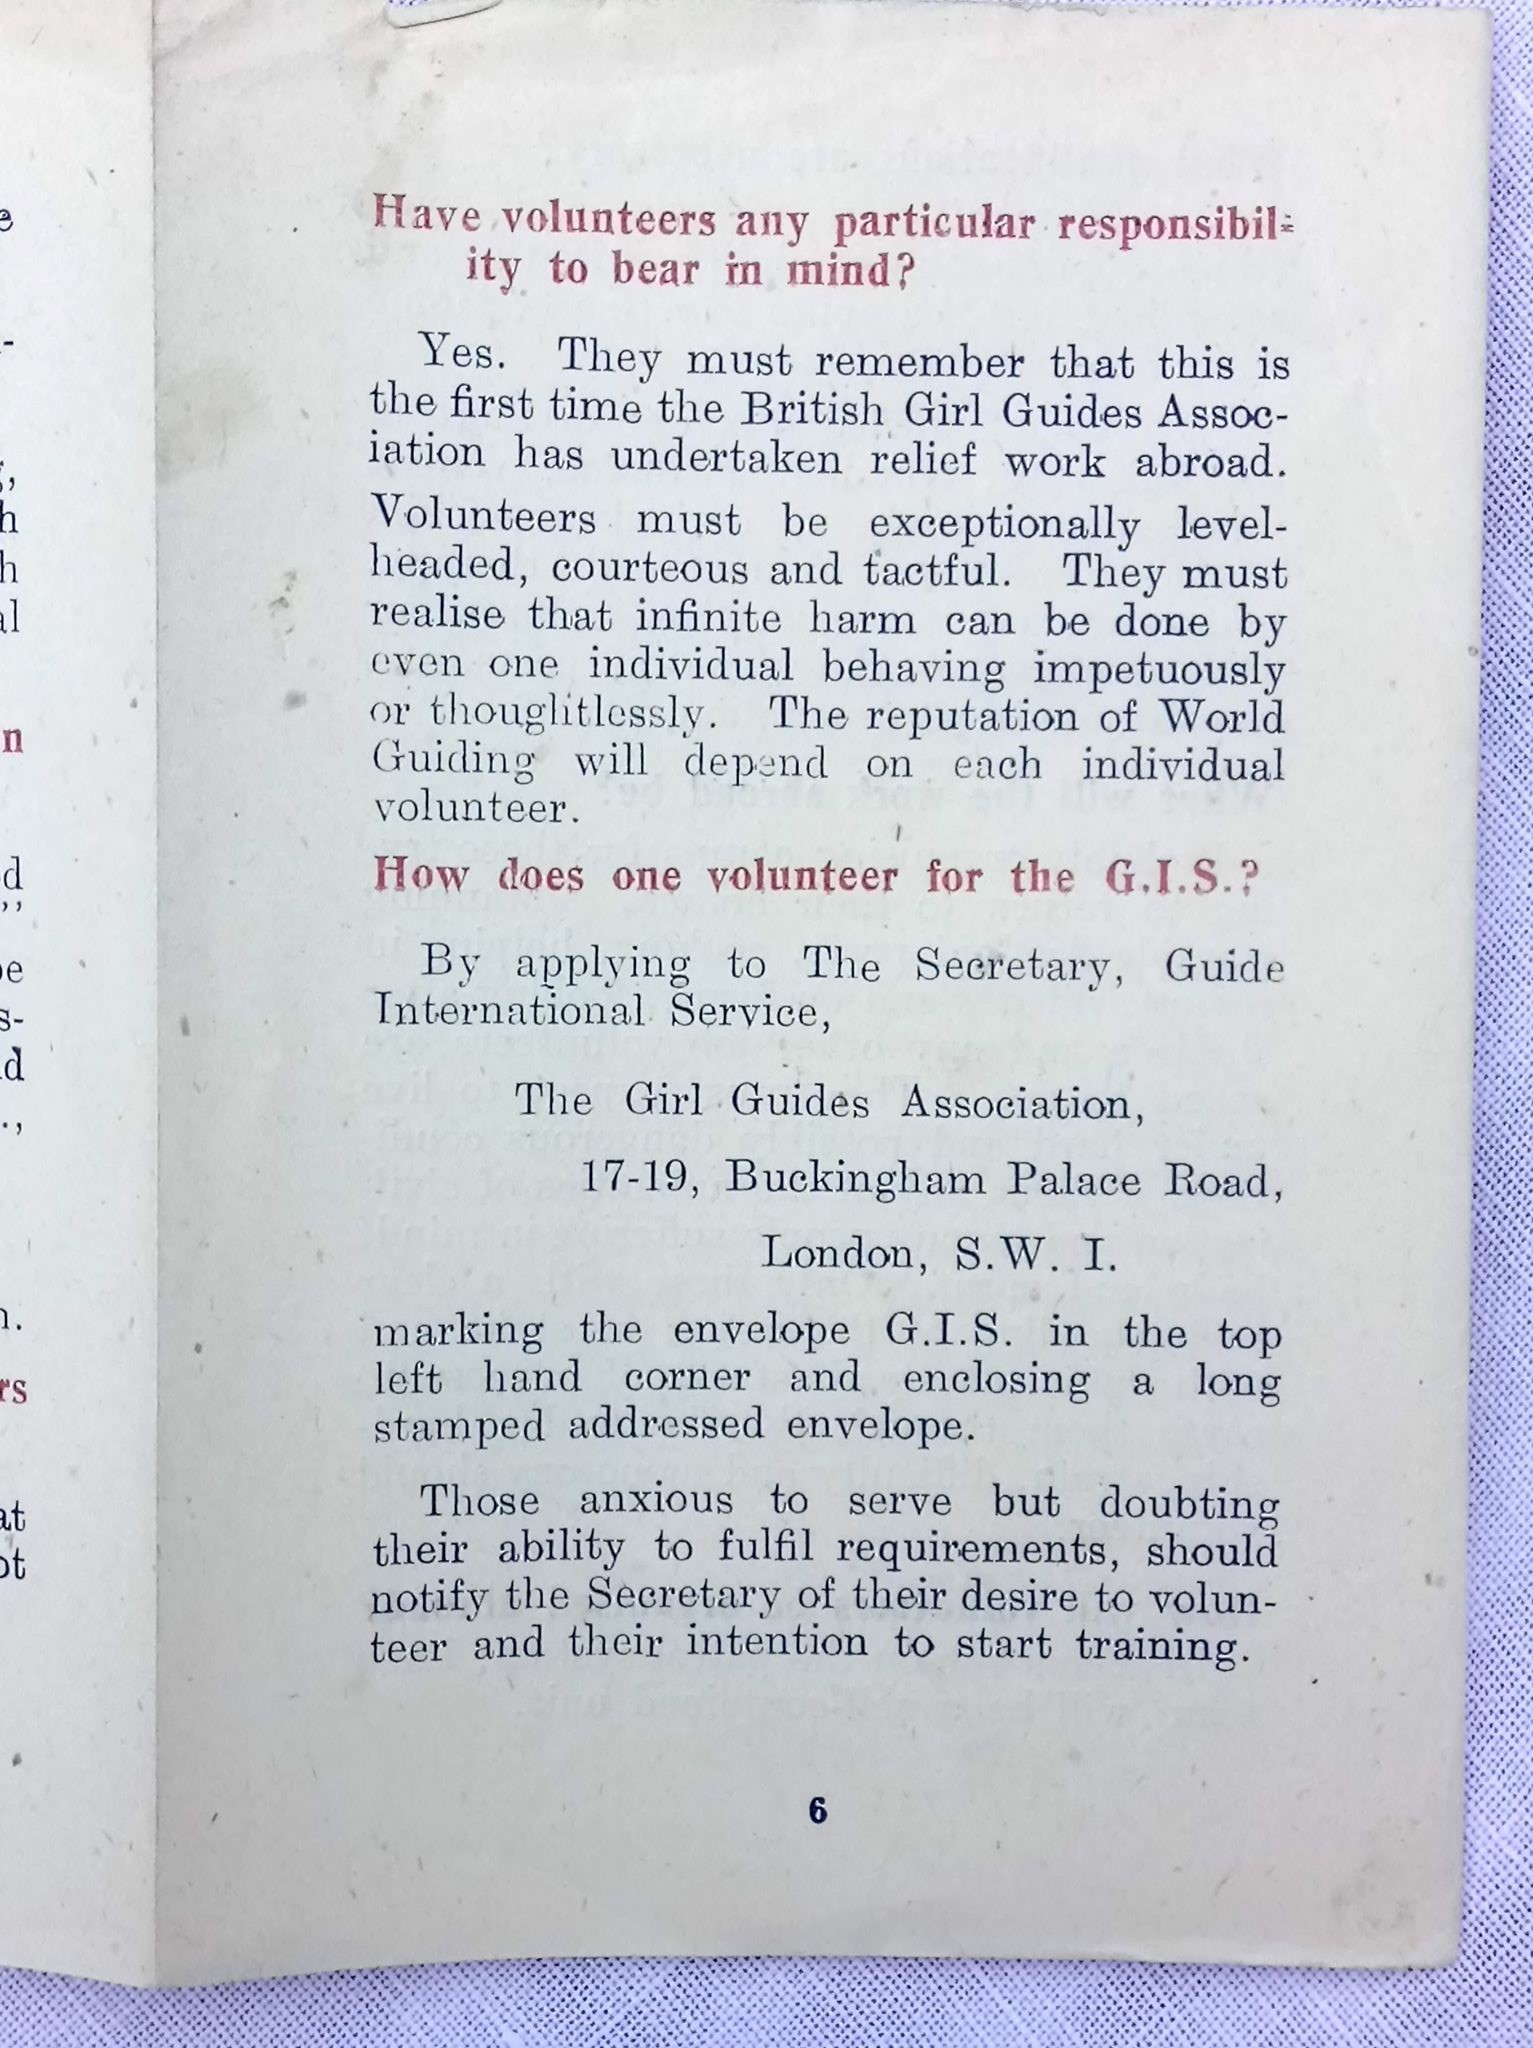 Have volunteers any particular responsibil-
ity to bear in mind?
Yes. They must remember that this is
the first time the British Girl Guides Assoc-
iation has undertaken relief work abroad.
Volunteers must be exceptionally level-
headed, courteous and tactful. They must
realise that infinite harm can be done by
even one individual behaving impetuously
or thoughtlessly. The reputation of World
Guiding will depend on each individual
volunteer.
How does one volunteer for the G.I.S.?
By applying to The Secretary, Guide
International Service,
The Girl Guides Association,
17-19, Buckingham Palace Road,
London, S.W. I.
marking the envelope G.I.S. in the top
left hand corner and enclosing a long
stamped addressed envelope.
Those anxious to serve but doubting
their ability to fulfil requirements, should
notify the Secretary of their desire to volun-
teer and their intention to start training.
6